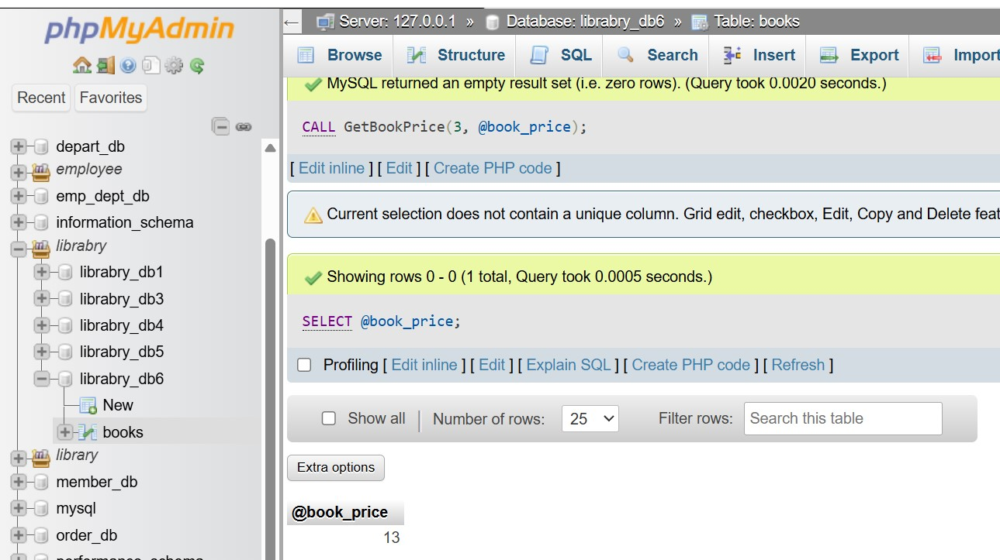 phpMyAdmin
Recent Favorites
depart_db
employee
emp_dept_db
information_schema
librabry
librabry_db1
librabry_db3
librabry_db4
librabry_db5
librabry_db6
New
books
library
member_db
mysql
order_db
performance_schema
← Server: 127.0.0.1 » Database: librabry_db6 » Table: books
Browse Structure SQL Search Insert Export Import
MySQL returned an empty result set (i.e. zero rows). (Query took 0.0020 seconds.)
CALL GetBookPrice(3, @book_price);
[ Edit inline ] [ Edit ] [ Create PHP code ]
Current selection does not contain a unique column. Grid edit, checkbox, Edit, Copy and Delete feat
Showing rows 0 - 0 (1 total, Query took 0.0005 seconds.)
SELECT @book_price;
Profiling [ Edit inline ] [ Edit ] [ Explain SQL ] [ Create PHP code ] [ Refresh ]
Show all | Number of rows: 25 Filter rows: Search this table
Extra options
@book_price
13